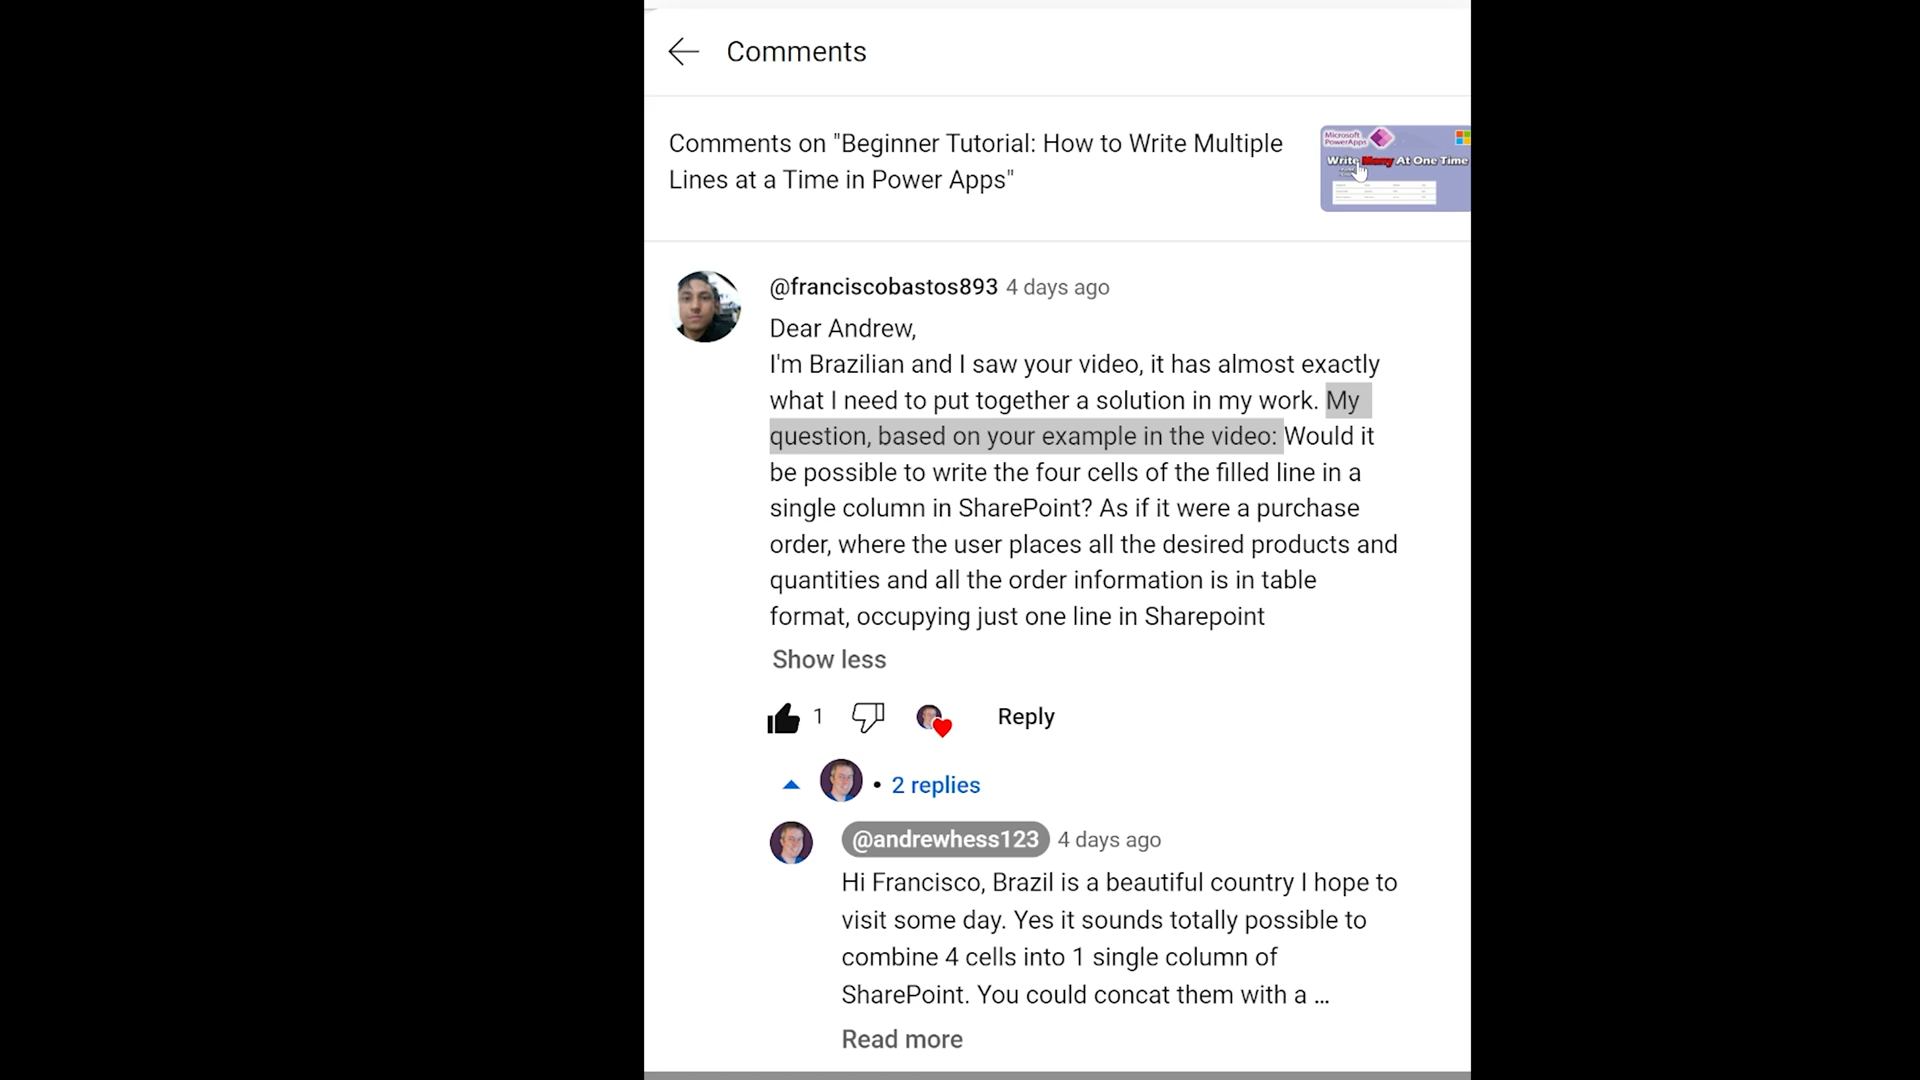 Comments
Comments on "Beginner Tutorial: How to Write Multiple
Lines at a Time in Power Apps"
Microsoft
PowerApps
Write Many At One Time
@franciscobastos893 4 days ago
Dear Andrew,
I'm Brazilian and I saw your video, it has almost exactly
what I need to put together a solution in my work. My
question, based on your example in the video: Would it
be possible to write the four cells of the filled line in a
single column in SharePoint? As if it were a purchase
order, where the user places all the desired products and
quantities and all the order information is in table
format, occupying just one line in Sharepoint
Show less
1
Reply
• 2 replies
@andrewhess123 4 days ago
Hi Francisco, Brazil is a beautiful country I hope to
visit some day. Yes it sounds totally possible to
combine 4 cells into 1 single column of
SharePoint. You could concat them with a ...
Read more